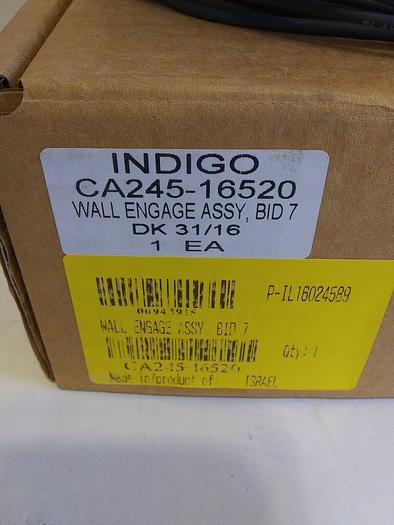 INDIGO
CA245-16520
WALL ENGAGE ASSY, BID 7
DK 31/16
1 EA
P-IL16024589
WALL ENGAGE ASSY BID 7
Qty: 1
CA245-16520
Made in/product of: ISRAEL